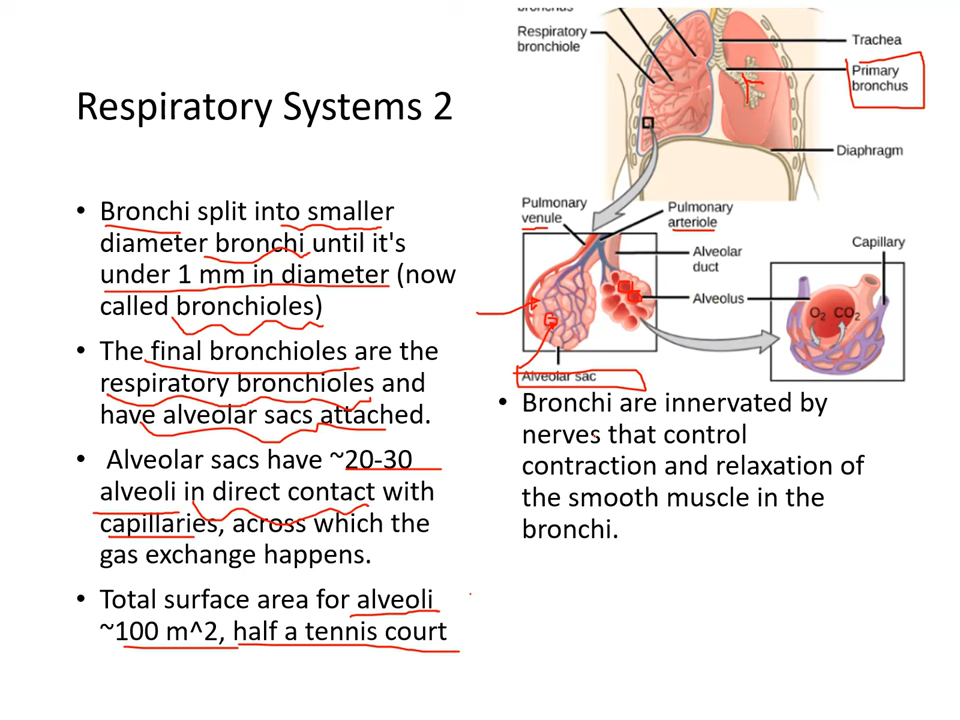 Respiratory Systems 2
• Bronchi split into smaller
diameter bronchi until it's
under 1 mm in diameter (now
called bronchioles)
• The final bronchioles are the
respiratory bronchioles and
have alveolar sacs attached.
• Alveolar sacs have ~20-30
alveoli in direct contact with
capillaries, across which the
gas exchange happens.
• Total surface area for alveoli
~100 m^2, half a tennis court
bronchus
Respiratory
bronchiole
Trachea
Primary
bronchus
Diaphragm
Pulmonary
venule
Pulmonary
arteriole
Alveolar
duct
Capillary
Alveolus
O₂ CO₂
Alveolar sac
• Bronchi are innervated by
nerves that control
contraction and relaxation of
the smooth muscle in the
bronchi.